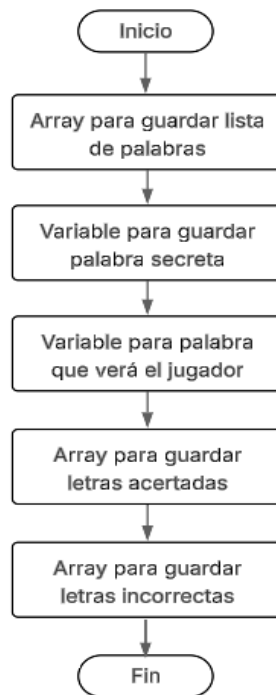 Inicio
Array para guardar lista
de palabras
Variable para guardar
palabra secreta
Variable para palabra
que verá el jugador
Array para guardar
letras acertadas
Array para guardar
letras incorrectas
Fin